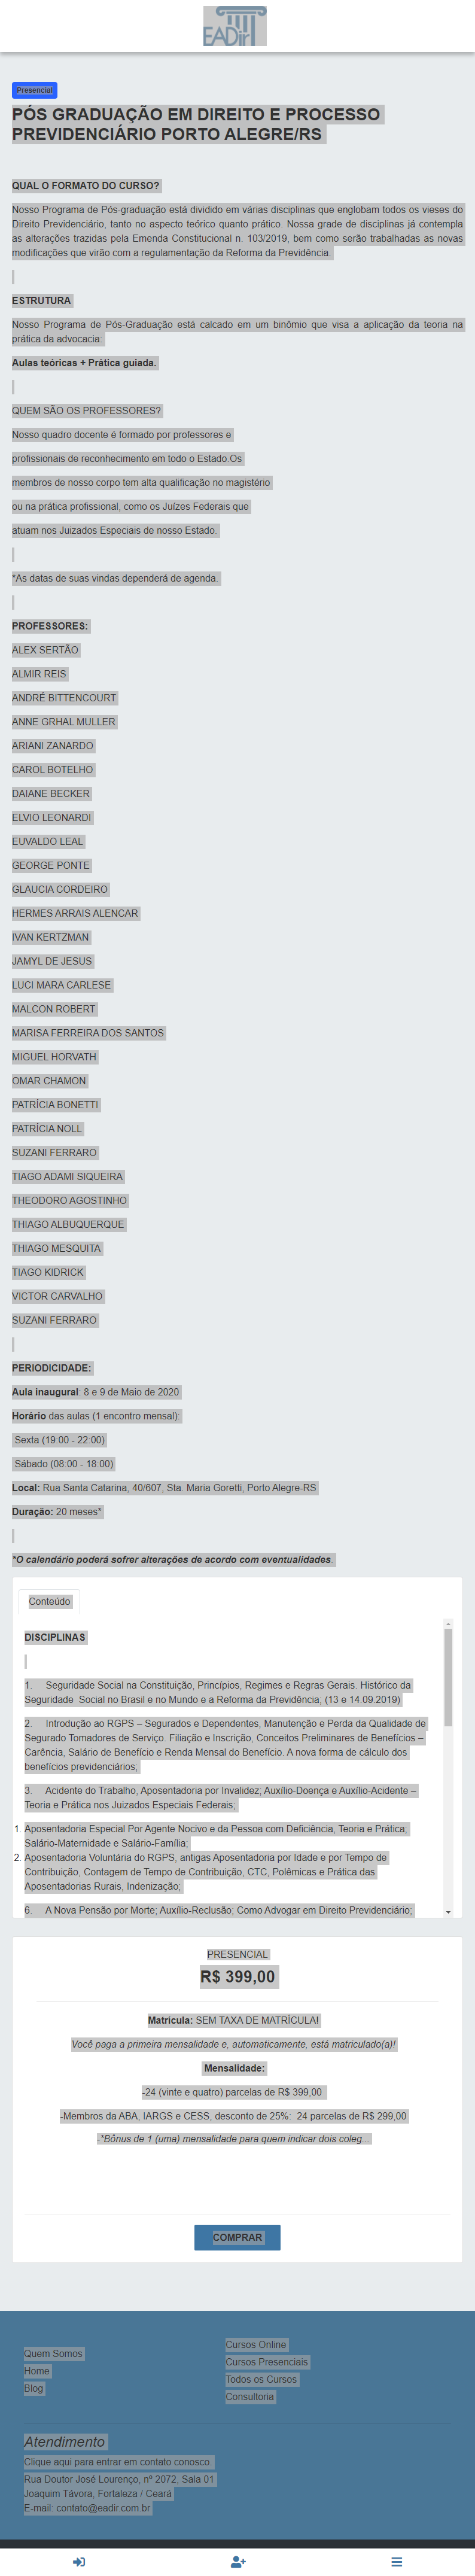 EADir
Presencial
PÓS GRADUAÇÃO EM DIREITO E PROCESSO
PREVIDENCIÁRIO PORTO ALEGRE/RS
QUAL O FORMATO DO CURSO?
Nosso Programa de Pós-graduação está dividido em várias disciplinas que englobam todos os vieses do
Direito Previdenciário, tanto no aspecto teórico quanto prático. Nossa grade de disciplinas já contempla
as alterações trazidas pela Emenda Constitucional n. 103/2019, bem como serão trabalhadas as novas
modificações que virão com a regulamentação da Reforma da Previdência.
ESTRUTURA
Nosso Programa de Pós-Graduação está calcado em um binômio que visa a aplicação da teoria na
prática da advocacia:
Aulas teóricas + Prática guiada.
QUEM SÃO OS PROFESSORES?
Nosso quadro docente é formado por professores e
profissionais de reconhecimento em todo o Estado.Os
membros de nosso corpo tem alta qualificação no magistério
ou na prática profissional, como os Juízes Federais que
atuam nos Juizados Especiais de nosso Estado.
*As datas de suas vindas dependerá de agenda.
PROFESSORES:
ALEX SERTÃO
ALMIR REIS
ANDRÉ BITTENCOURT
ANNE GRHAL MULLER
ARIANI ZANARDO
CAROL BOTELHO
DAIANE BECKER
ELVIO LEONARDI
EUVALDO LEAL
GEORGE PONTE
GLAUCIA CORDEIRO
HERMES ARRAIS ALENCAR
IVAN KERTZMAN
JAMYL DE JESUS
LUCI MARA CARLESE
MALCON ROBERT
MARISA FERREIRA DOS SANTOS
MIGUEL HORVATH
OMAR CHAMON
PATRÍCIA BONETTI
PATRÍCIA NOLL
SUZANI FERRARO
TIAGO ADAMI SIQUEIRA
THEODORO AGOSTINHO
THIAGO ALBUQUERQUE
THIAGO MESQUITA
TIAGO KIDRICK
VICTOR CARVALHO
SUZANI FERRARO
PERIODICIDADE:
Aula inaugural: 8 e 9 de Maio de 2020
Horário das aulas (1 encontro mensal):
Sexta (19:00 - 22:00)
Sábado (08:00 - 18:00)
Local: Rua Santa Catarina, 40/607, Sta. Maria Goretti, Porto Alegre-RS
Duração: 20 meses*
*O calendário poderá sofrer alterações de acordo com eventualidades.
Conteúdo
DISCIPLINAS
1. Seguridade Social na Constituição, Princípios, Regimes e Regras Gerais. Histórico da
Seguridade Social no Brasil e no Mundo e a Reforma da Previdência; (13 e 14.09.2019)
2. Introdução ao RGPS – Segurados e Dependentes, Manutenção e Perda da Qualidade de
Segurado Tomadores de Serviço. Filiação e Inscrição, Conceitos Preliminares de Benefícios –
Carência, Salário de Benefício e Renda Mensal do Benefício. A nova forma de cálculo dos
benefícios previdenciários;
3. Acidente do Trabalho, Aposentadoria por Invalidez; Auxílio-Doença e Auxílio-Acidente –
Teoria e Prática nos Juizados Especiais Federais;
1. Aposentadoria Especial Por Agente Nocivo e da Pessoa com Deficiência, Teoria e Prática;
Salário-Maternidade e Salário-Família;
2. Aposentadoria Voluntária do RGPS, antigas Aposentadoria por Idade e por Tempo de
Contribuição, Contagem de Tempo de Contribuição, CTC, Polêmicas e Prática das
Aposentadorias Rurais, Indenização;
6. A Nova Pensão por Morte; Auxílio-Reclusão; Como Advogar em Direito Previdenciário;
PRESENCIAL
R$ 399,00
Matrícula: SEM TAXA DE MATRÍCULA!
Você paga a primeira mensalidade e, automaticamente, está matriculado(a)!
Mensalidade:
-24 (vinte e quatro) parcelas de R$ 399,00
-Membros da ABA, IARGS e CESS, desconto de 25%: 24 parcelas de R$ 299,00
-*Bônus de 1 (uma) mensalidade para quem indicar dois coleg...
COMPRAR
Quem Somos
Home
Blog
Cursos Online
Cursos Presenciais
Todos os Cursos
Consultoria
Atendimento
Clique aqui para entrar em contato conosco.
Rua Doutor José Lourenço, nº 2072, Sala 01
Joaquim Távora, Fortaleza / Ceará
E-mail: contato@eadir.com.br